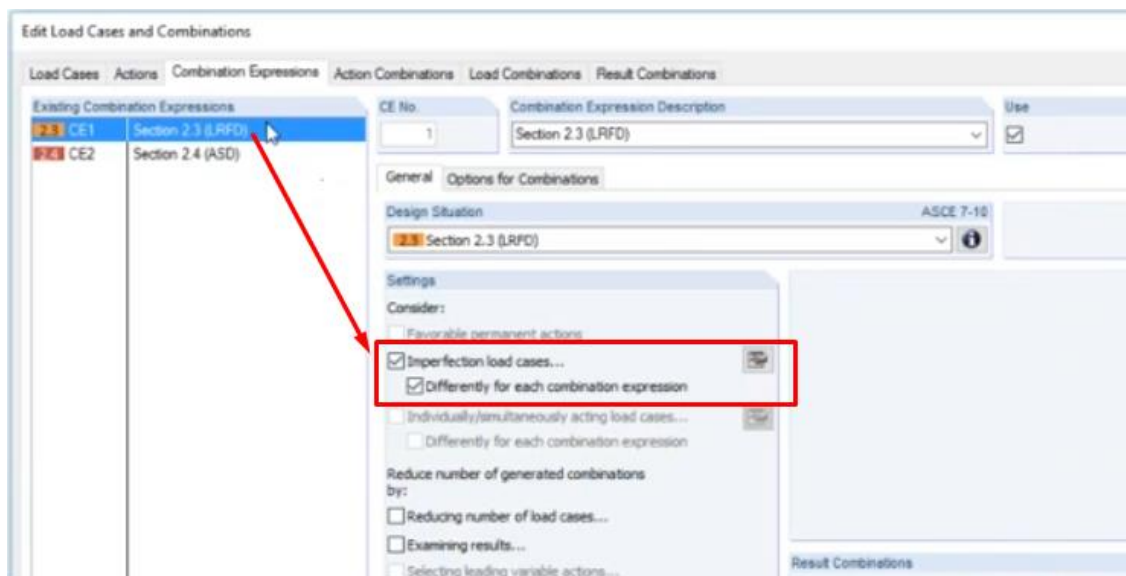 Edit Load Cases and Combinations
Load Cases Actions Combination Expressions Action Combinations Load Combinations Result Combinations
Existing Combination Expressions
2.3 CE1 Section 2.3 (LRFD)
2.4 CE2 Section 2.4 (ASD)
CE No.
1
Combination Expression Description
Section 2.3 (LRFD)
Use
General Options for Combinations
Design Situation ASCE 7-10
2.3 Section 2.3 (LRFD)
Settings
Consider:
Favorable permanent actions
Imperfection load cases...
Differently for each combination expression
Individually/simultaneously acting load cases...
Differently for each combination expression
Reduce number of generated combinations
by:
Reducing number of load cases...
Examining results...
Selecting leading variable actions...
Result Combinations